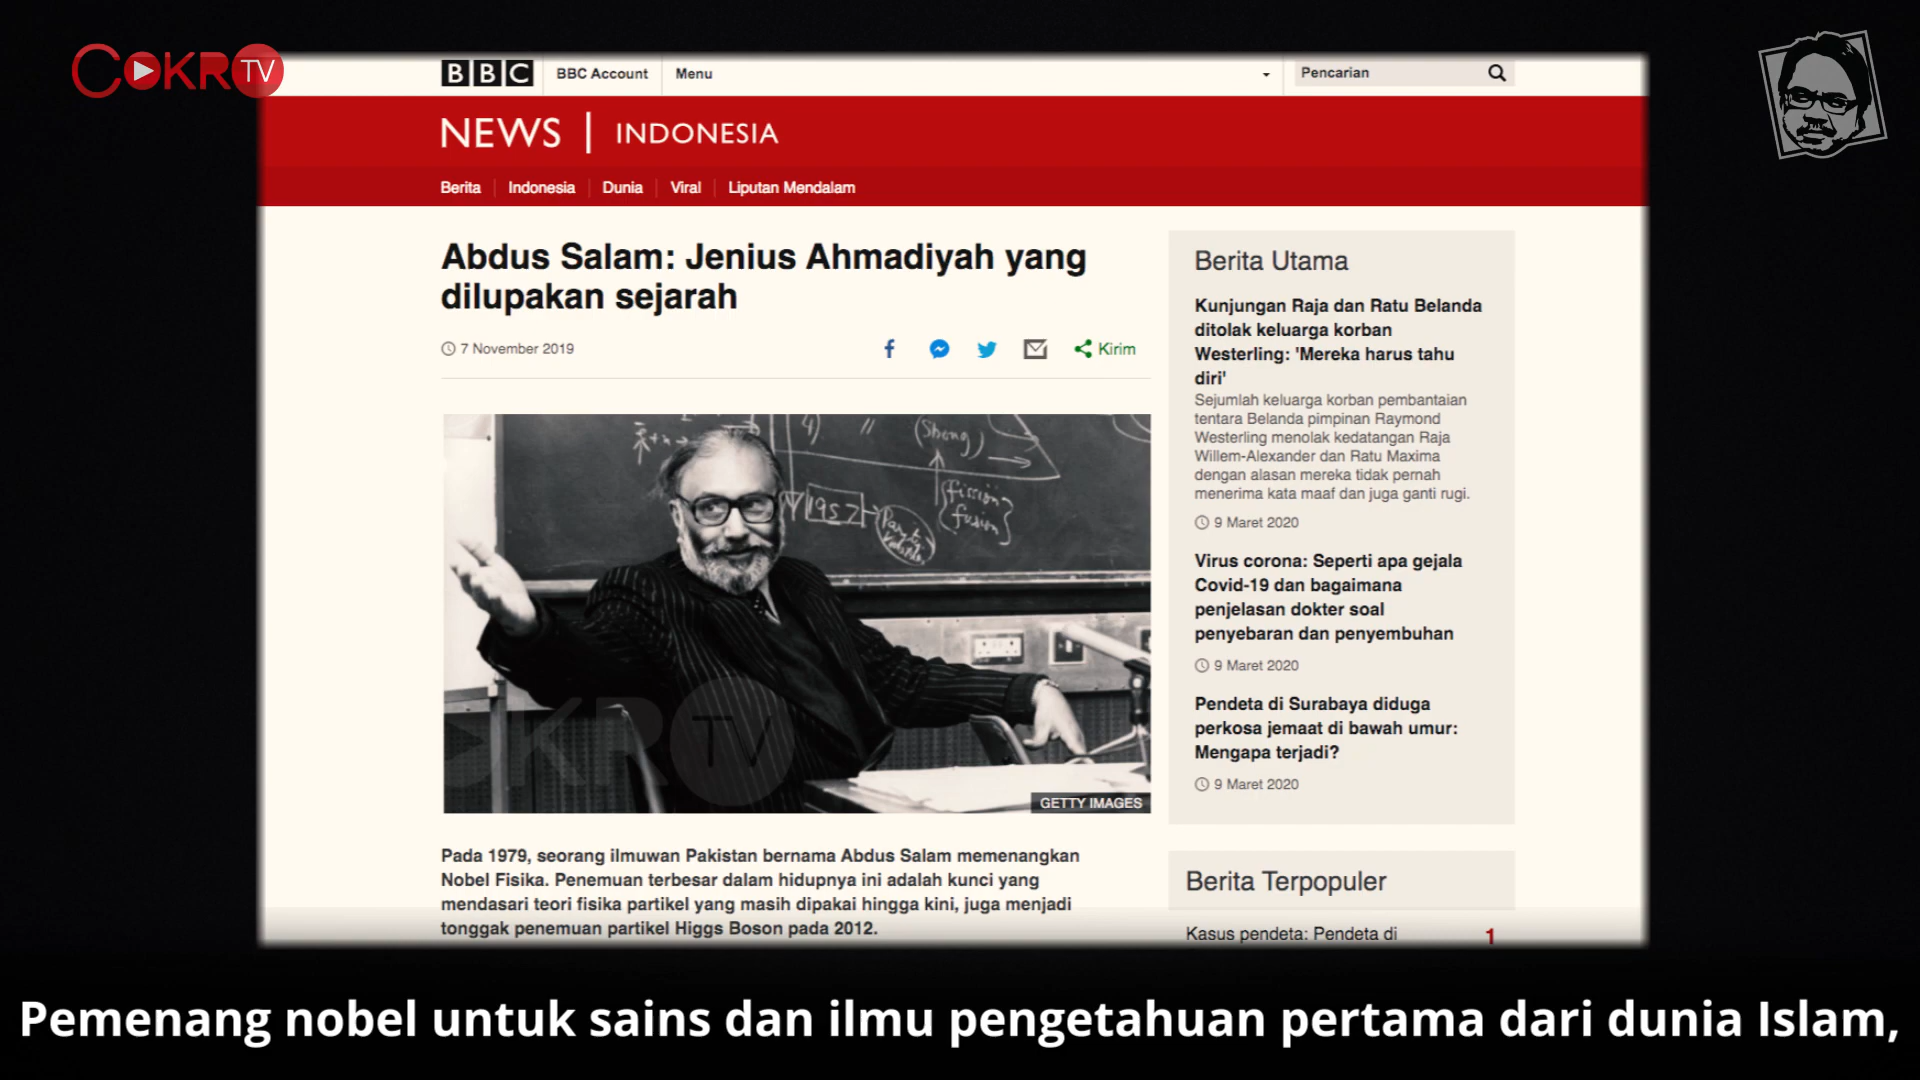 COKRO TV
BBC
BBC Account
Menu
Pencarian
NEWS | INDONESIA
Berita
Indonesia
Dunia
Viral
Liputan Mendalam
Abdus Salam: Jenius Ahmadiyah yang
dilupakan sejarah
7 November 2019
Kirim
(Strong)
1957
fission
fusion
GETTY IMAGES
Pada 1979, seorang ilmuwan Pakistan bernama Abdus Salam memenangkan
Nobel Fisika. Penemuan terbesar dalam hidupnya ini adalah kunci yang
mendasari teori fisika partikel yang masih dipakai hingga kini, juga menjadi
tonggak penemuan partikel Higgs Boson pada 2012.
Berita Utama
Kunjungan Raja dan Ratu Belanda
ditolak keluarga korban
Westerling: 'Mereka harus tahu
diri'
Sejumlah keluarga korban pembantaian
tentara Belanda pimpinan Raymond
Westerling menolak kedatangan Raja
Willem-Alexander dan Ratu Maxima
dengan alasan mereka tidak pernah
menerima kata maaf dan juga ganti rugi.
9 Maret 2020
Virus corona: Seperti apa gejala
Covid-19 dan bagaimana
penjelasan dokter soal
penyebaran dan penyembuhan
9 Maret 2020
Pendeta di Surabaya diduga
perkosa jemaat di bawah umur:
Mengapa terjadi?
9 Maret 2020
Berita Terpopuler
Kasus pendeta: Pendeta di
1
Pemenang nobel untuk sains dan ilmu pengetahuan pertama dari dunia Islam,